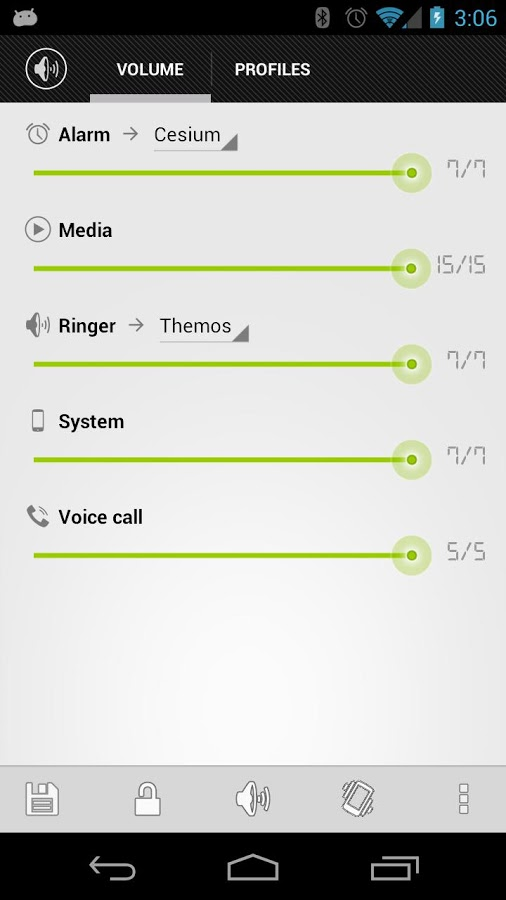 3:06
VOLUME PROFILES
Alarm → Cesium
7/7
Media
15/15
Ringer → Themos
7/7
System
7/7
Voice call
5/5